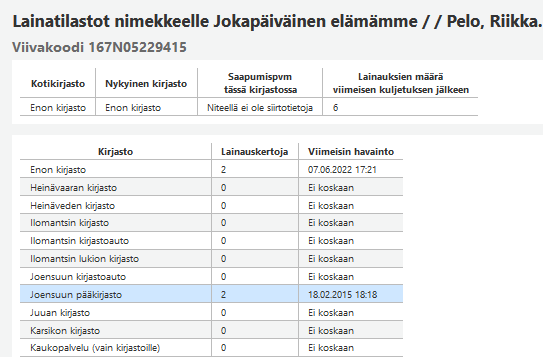 Lainatilastot nimekkeelle Jokapäiväinen elämämme / / Pelo, Riikka.
Viivakoodi 167N05229415
Kotikirjasto Nykyinen kirjasto Saapumispvm tässä kirjastossa Lainauksien määrä viimeisen kuljetuksen jälkeen
Enon kirjasto Enon kirjasto Niteellä ei ole siirtotietoja 6
Kirjasto Lainauskertoja Viimeisin havainto
Enon kirjasto 2 07.06.2022 17:21
Heinävaaran kirjasto 0 Ei koskaan
Heinäveden kirjasto 0 Ei koskaan
Ilomantsin kirjasto 0 Ei koskaan
Ilomantsin kirjastoauto 0 Ei koskaan
Ilomantsin lukion kirjasto 0 Ei koskaan
Joensuun kirjastoauto 0 Ei koskaan
Joensuun pääkirjasto 2 18.02.2015 18:18
Juuan kirjasto 0 Ei koskaan
Karsikon kirjasto 0 Ei koskaan
Kaukopalvelu (vain kirjastoille) 0 Ei koskaan